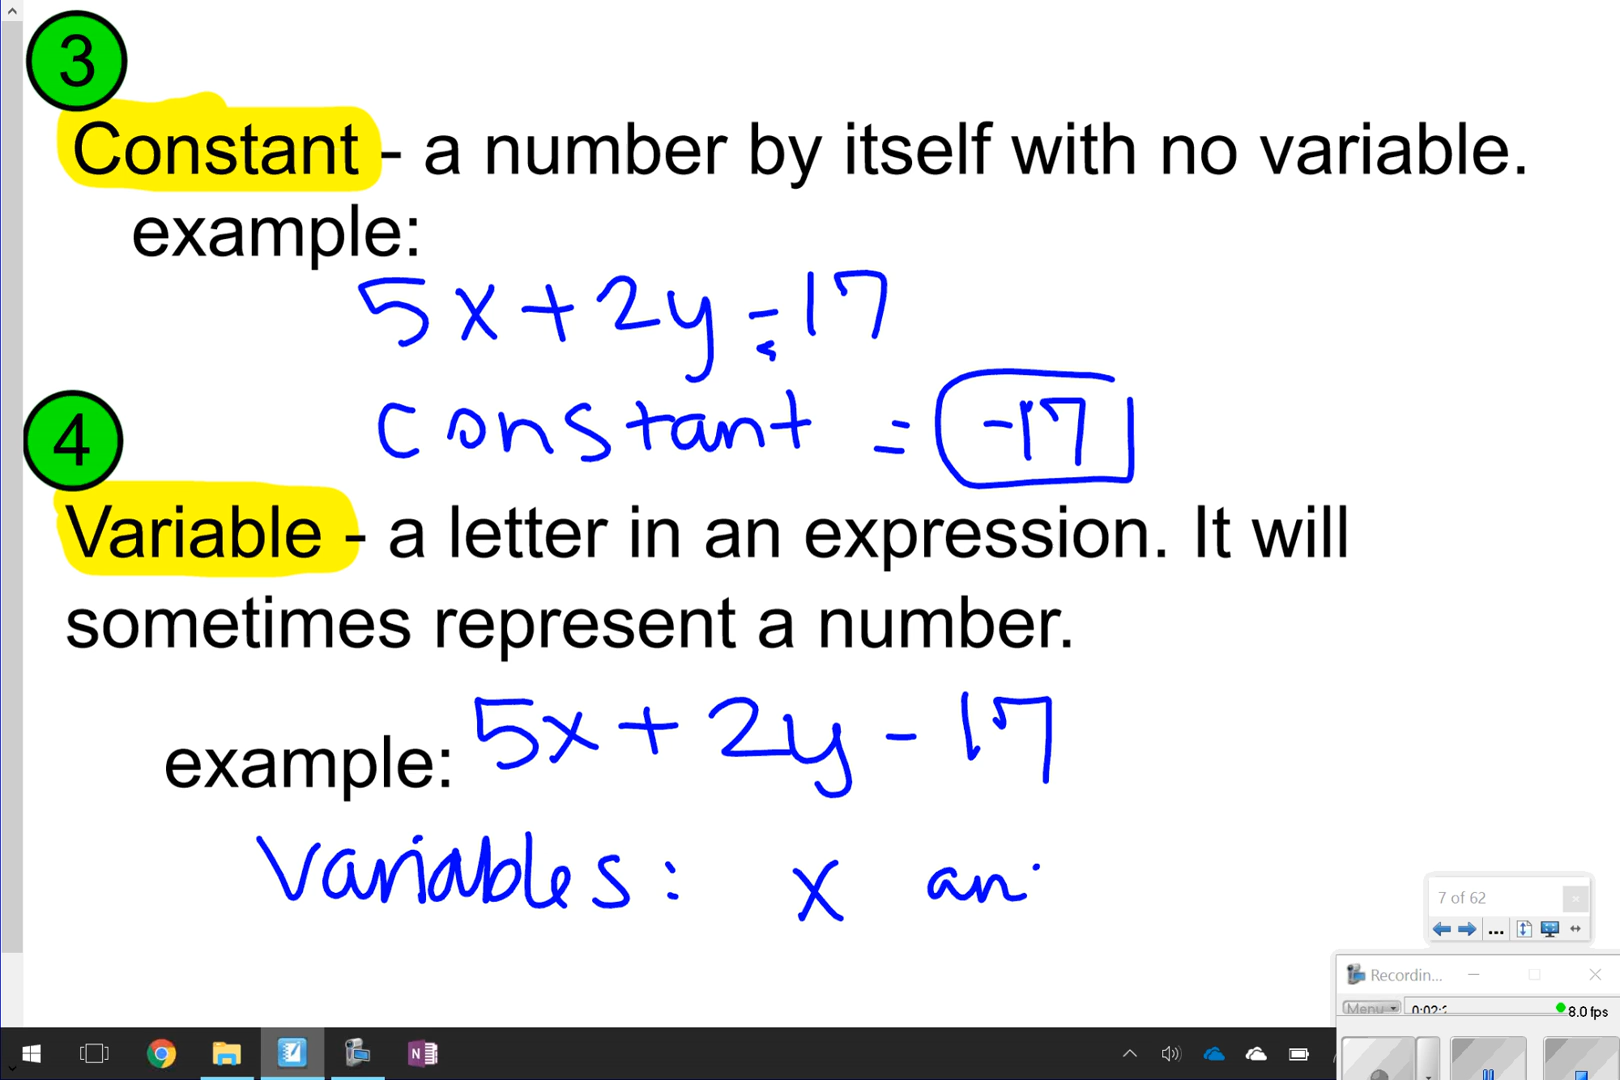 3
Constant - a number by itself with no variable.
example:
5x + 2y - 17
constant = -17
4
Variable - a letter in an expression. It will
sometimes represent a number.
example: 5x + 2y - 17
Variables: x an
7 of 62
...
Recordin...
Menu
8.0 fps
N